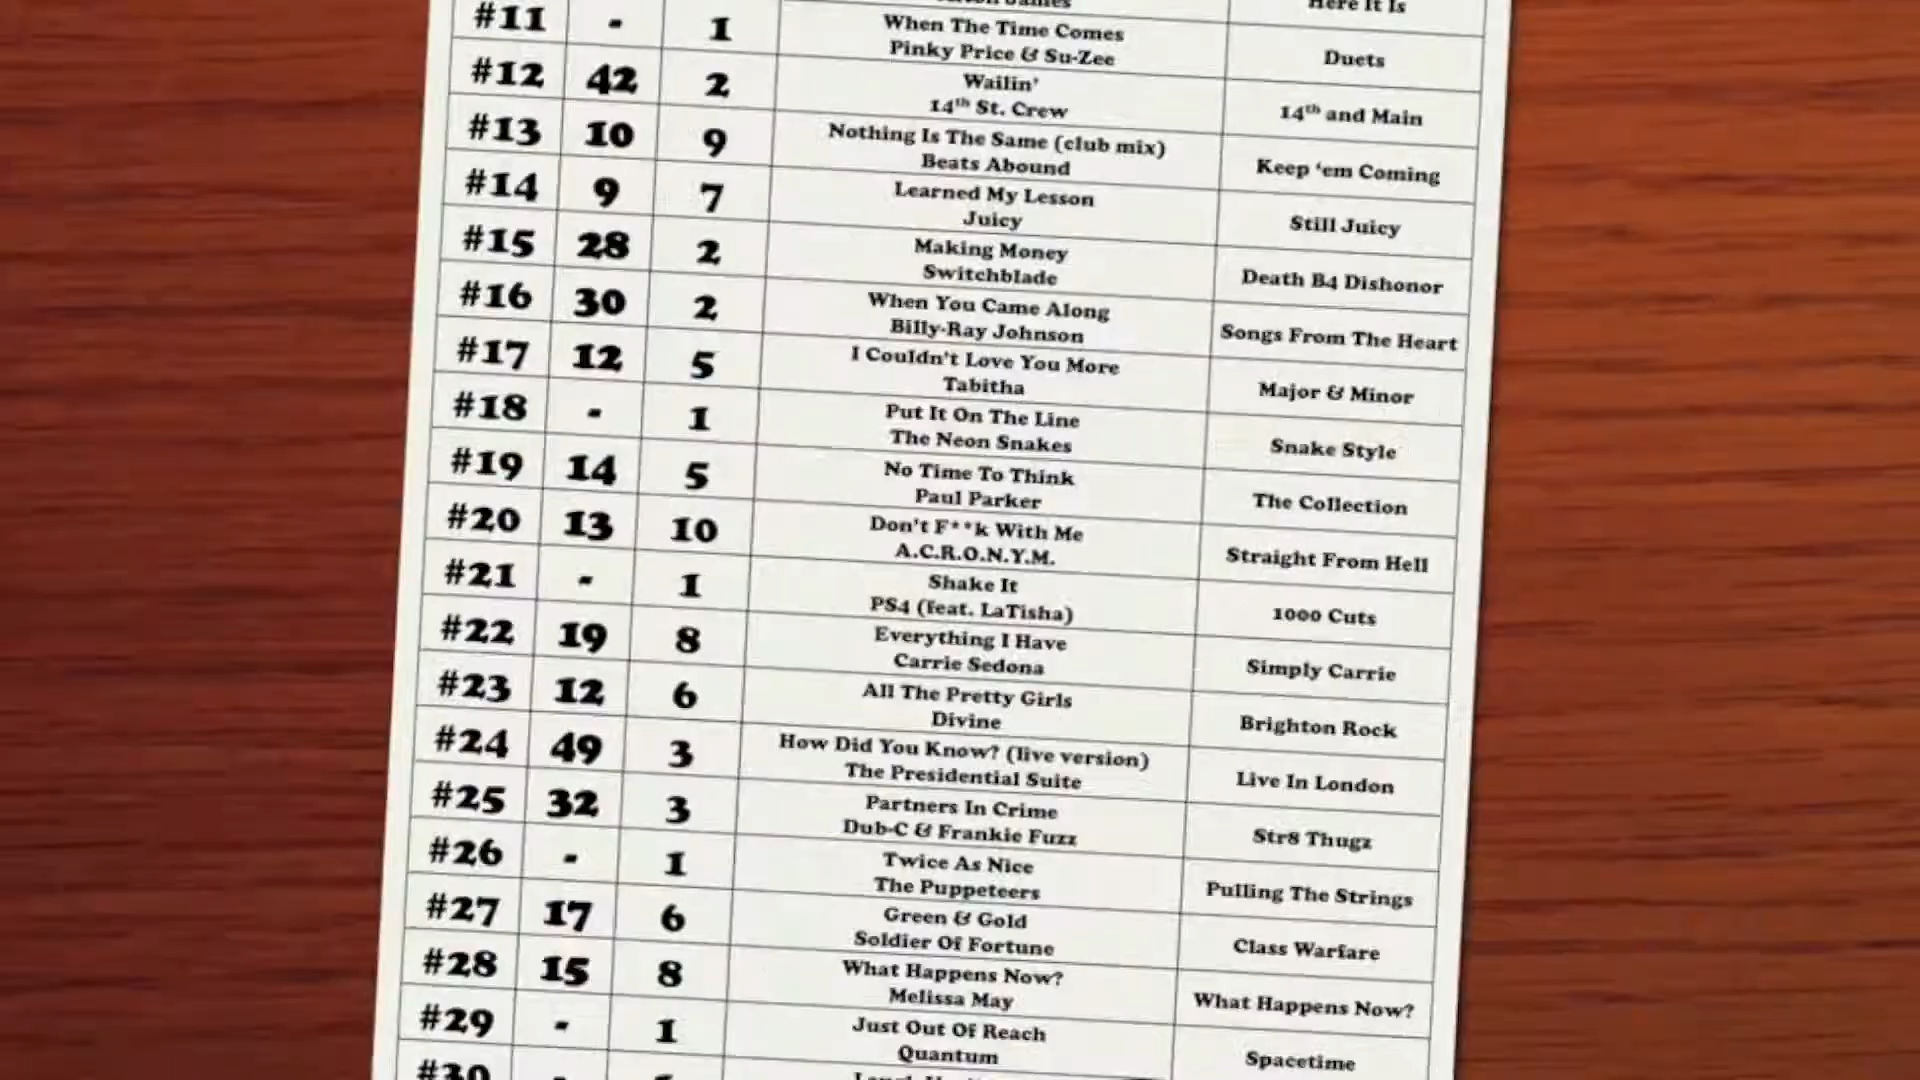 Here It Is
#11 - 1 When The Time Comes Duets
Pinky Price & Su-Zee
#12 42 2 Wailin' 14th and Main
14th St. Crew
#13 10 9 Nothing Is The Same (club mix) Keep 'em Coming
Beats Abound
#14 9 7 Learned My Lesson Still Juicy
Juicy
#15 28 2 Making Money Death B4 Dishonor
Switchblade
#16 30 2 When You Came Along Songs From The Heart
Billy-Ray Johnson
#17 12 5 I Couldn't Love You More Major & Minor
Tabitha
#18 - 1 Put It On The Line Snake Style
The Neon Snakes
#19 14 5 No Time To Think The Collection
Paul Parker
#20 13 10 Don't F**k With Me Straight From Hell
A.C.R.O.N.Y.M.
#21 - 1 Shake It 1000 Cuts
PS4 (feat. LaTisha)
#22 19 8 Everything I Have Simply Carrie
Carrie Sedona
#23 12 6 All The Pretty Girls Brighton Rock
Divine
#24 49 3 How Did You Know? (live version) Live In London
The Presidential Suite
#25 32 3 Partners In Crime Str8 Thugz
Dub-C & Frankie Fuzz
#26 - 1 Twice As Nice Pulling The Strings
The Puppeteers
#27 17 6 Green & Gold Class Warfare
Soldier Of Fortune
#28 15 8 What Happens Now? What Happens Now?
Melissa May
#29 - 1 Just Out Of Reach Spacetime
Quantum
#30 -